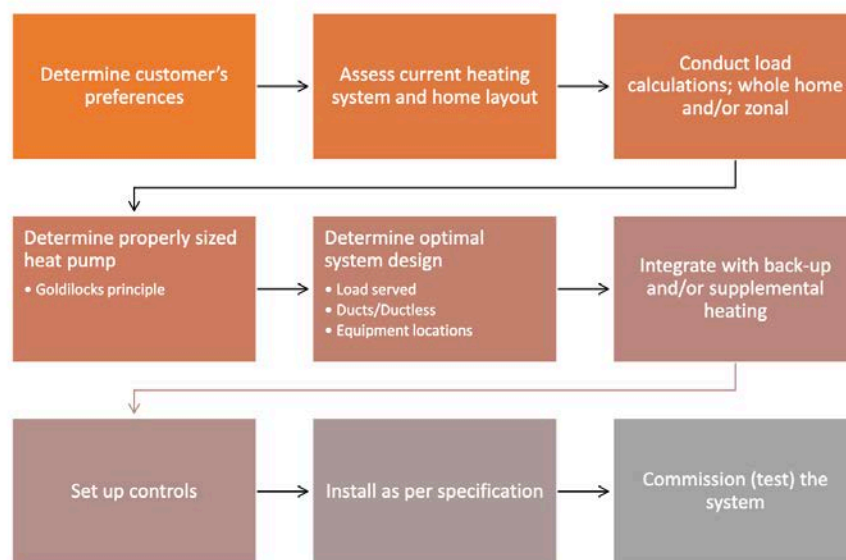 Determine customer’s
preferences
Assess current heating
system and home layout
Conduct load
calculations; whole home
and/or zonal
Determine properly sized
heat pump
• Goldilocks principle
Determine optimal
system design
• Load served
• Ducts/Ductless
• Equipment locations
Integrate with back-up
and/or supplemental
heating
Set up controls
Install as per specification
Commission (test) the
system